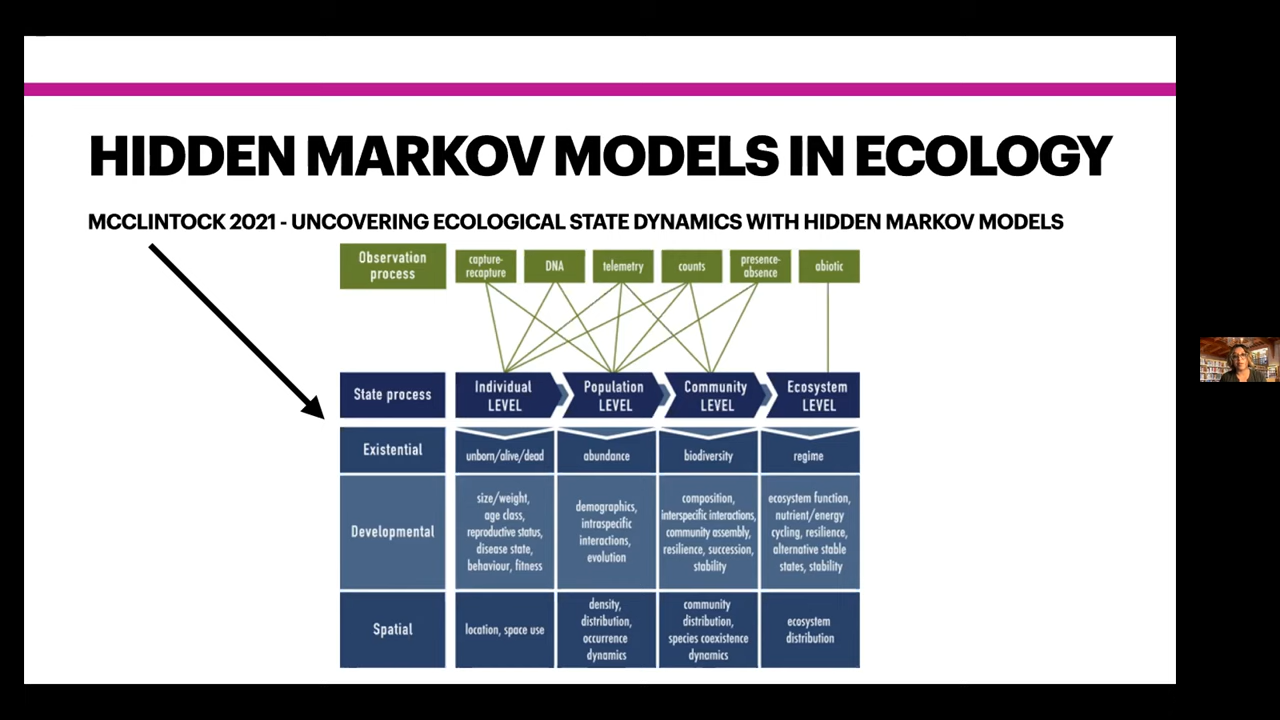 HIDDEN MARKOV MODELS IN ECOLOGY
MCCLINTOCK 2021 - UNCOVERING ECOLOGICAL STATE DYNAMICS WITH HIDDEN MARKOV MODELS
Observation
process
capture-
recapture
DNA
telemetry
counts
presence-
absence
abiotic
State process
Individual
LEVEL
Population
LEVEL
Community
LEVEL
Ecosystem
LEVEL
Existential
unborn/alive/dead
abundance
biodiversity
regime
Developmental
size/weight,
age class,
reproductive status,
disease state,
behaviour, fitness
demographics,
intraspecific
interactions,
evolution
composition,
interspecific interactions,
community assembly,
resilience, succession,
stability
ecosystem function,
nutrient/energy
cycling, resilience,
alternative stable
states, stability
Spatial
location, space use
density,
distribution,
occurrence
dynamics
community
distribution,
species coexistence
dynamics
ecosystem
distribution